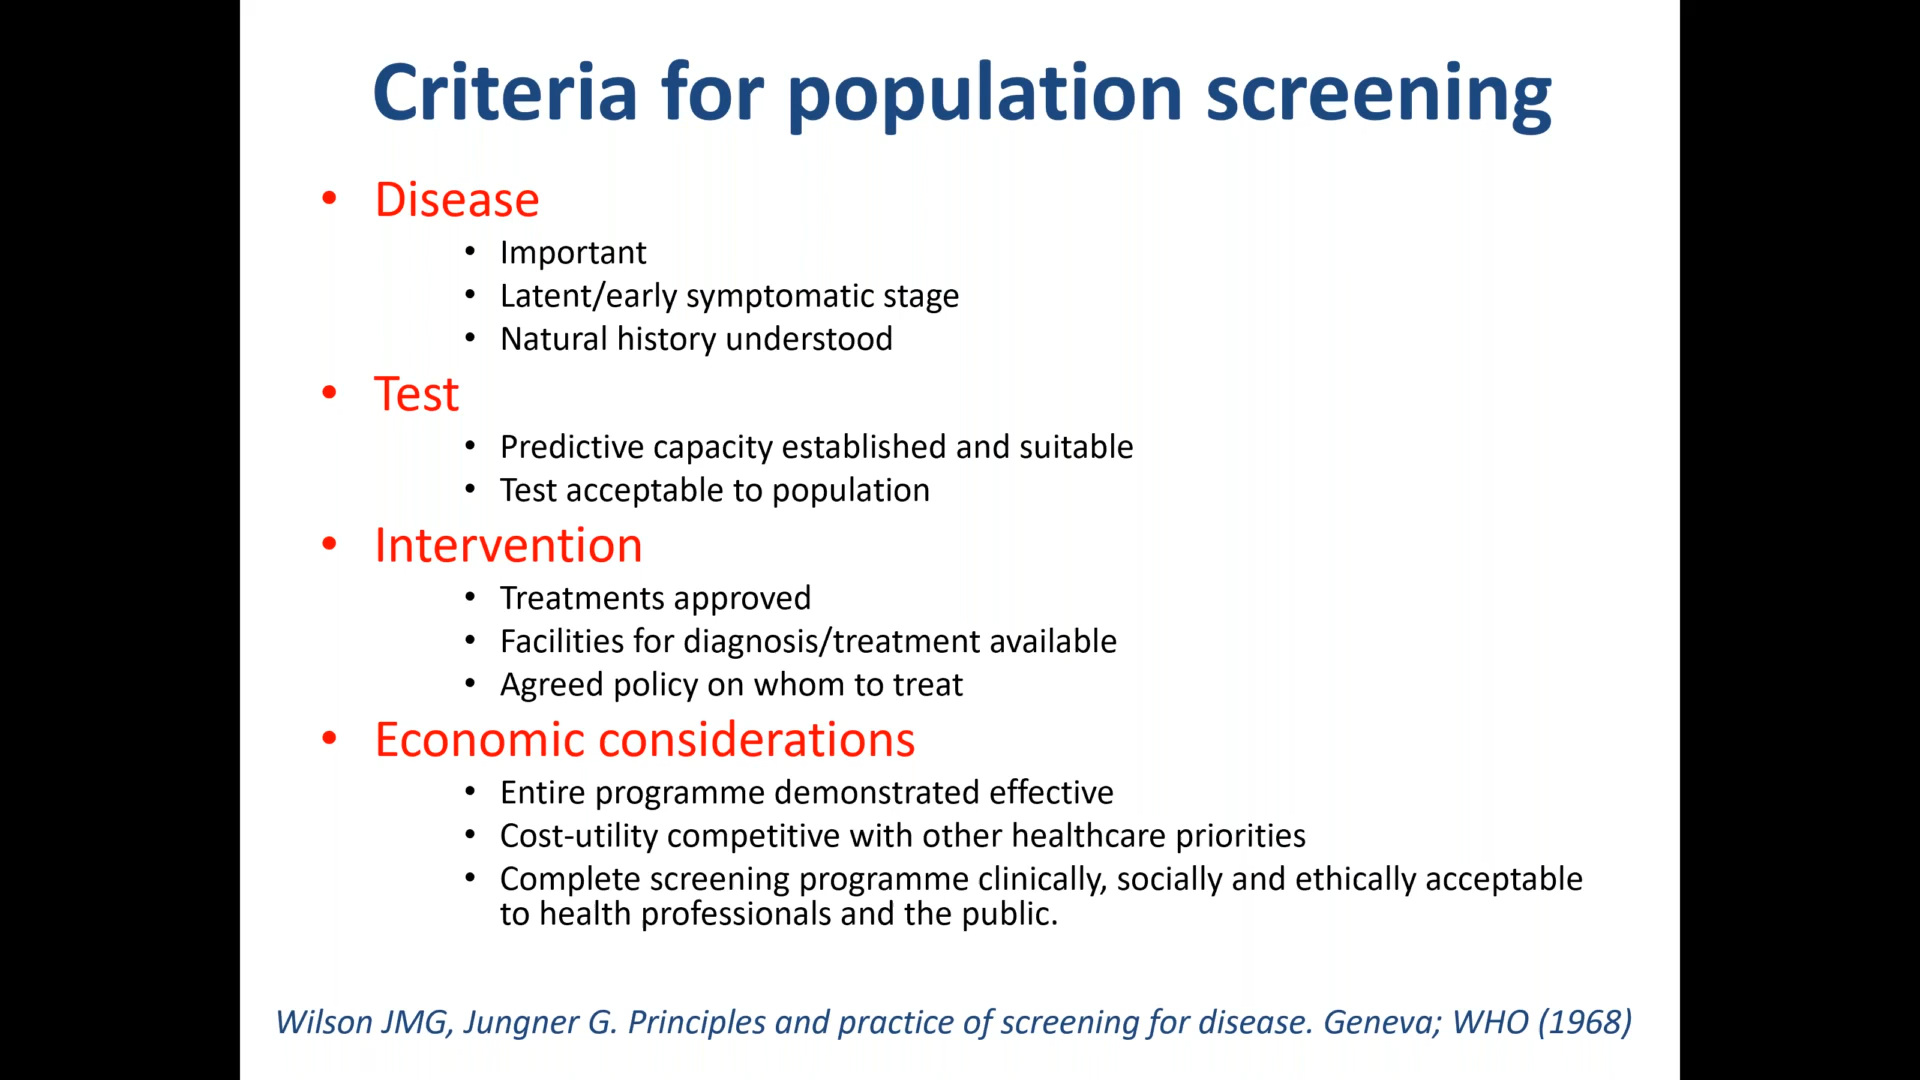 Criteria for population screening
• Disease
• Important
• Latent/early symptomatic stage
• Natural history understood
• Test
• Predictive capacity established and suitable
• Test acceptable to population
• Intervention
• Treatments approved
• Facilities for diagnosis/treatment available
• Agreed policy on whom to treat
• Economic considerations
• Entire programme demonstrated effective
• Cost-utility competitive with other healthcare priorities
• Complete screening programme clinically, socially and ethically acceptable
to health professionals and the public.
Wilson JMG, Jungner G. Principles and practice of screening for disease. Geneva; WHO (1968)